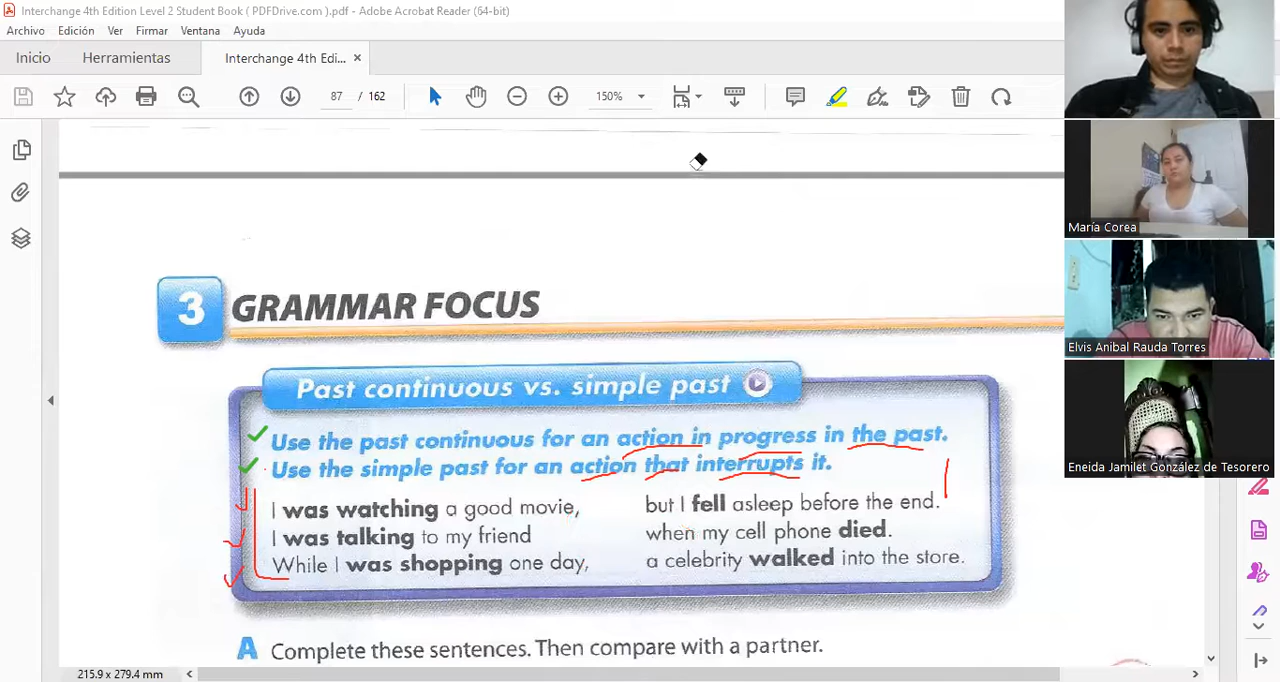 Interchange 4th Edition Level 2 Student Book ( PDFDrive.com ).pdf - Adobe Acrobat Reader (64-bit)
Archivo Edición Ver Firmar Ventana Ayuda
Inicio Herramientas Interchange 4th Edi... ×
87 / 162 150%
María Corea
Elvis Anibal Rauda Torres
Eneida Jamilet González de Tesorero
3 GRAMMAR FOCUS
Past continuous vs. simple past
Use the past continuous for an action in progress in the past.
Use the simple past for an action that interrupts it.
I was watching a good movie, but I fell asleep before the end.
I was talking to my friend when my cell phone died.
While I was shopping one day, a celebrity walked into the store.
A Complete these sentences. Then compare with a partner.
215.9 x 279.4 mm